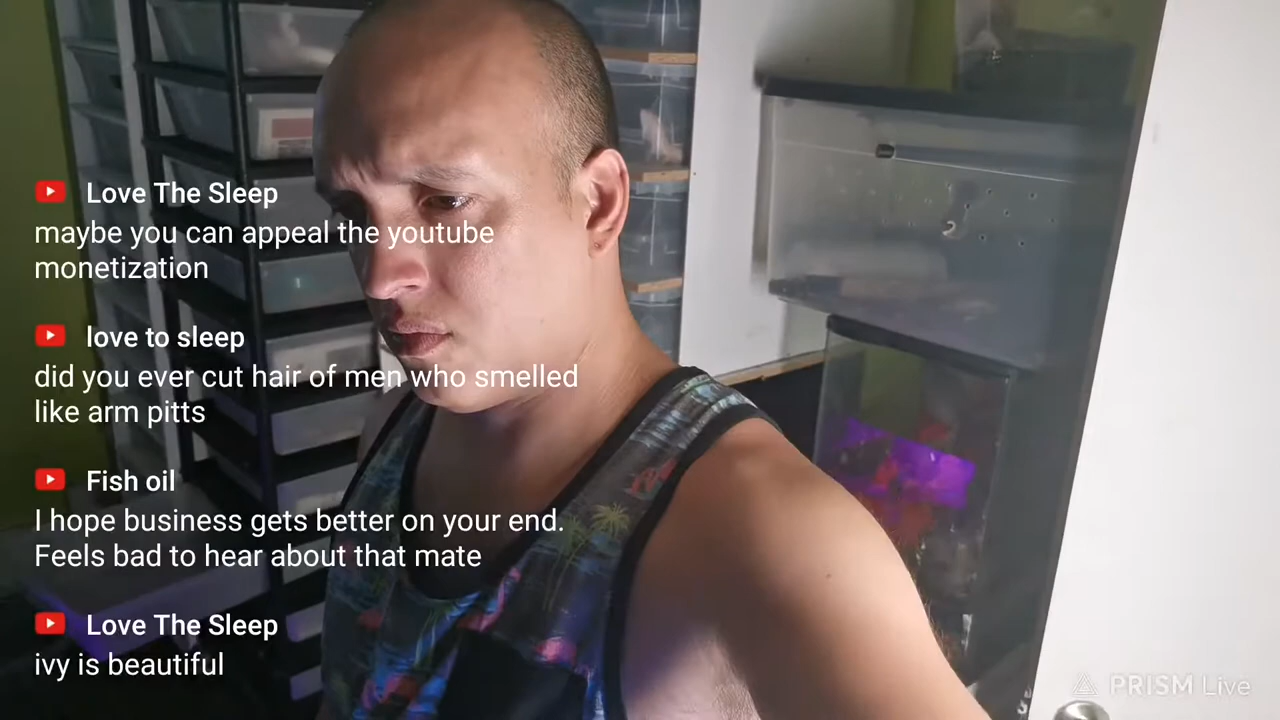 Love The Sleep
maybe you can appeal the youtube
monetization
love to sleep
did you ever cut hair of men who smelled
like arm pitts
Fish oil
I hope business gets better on your end.
Feels bad to hear about that mate
Love The Sleep
ivy is beautiful
PRISM Live